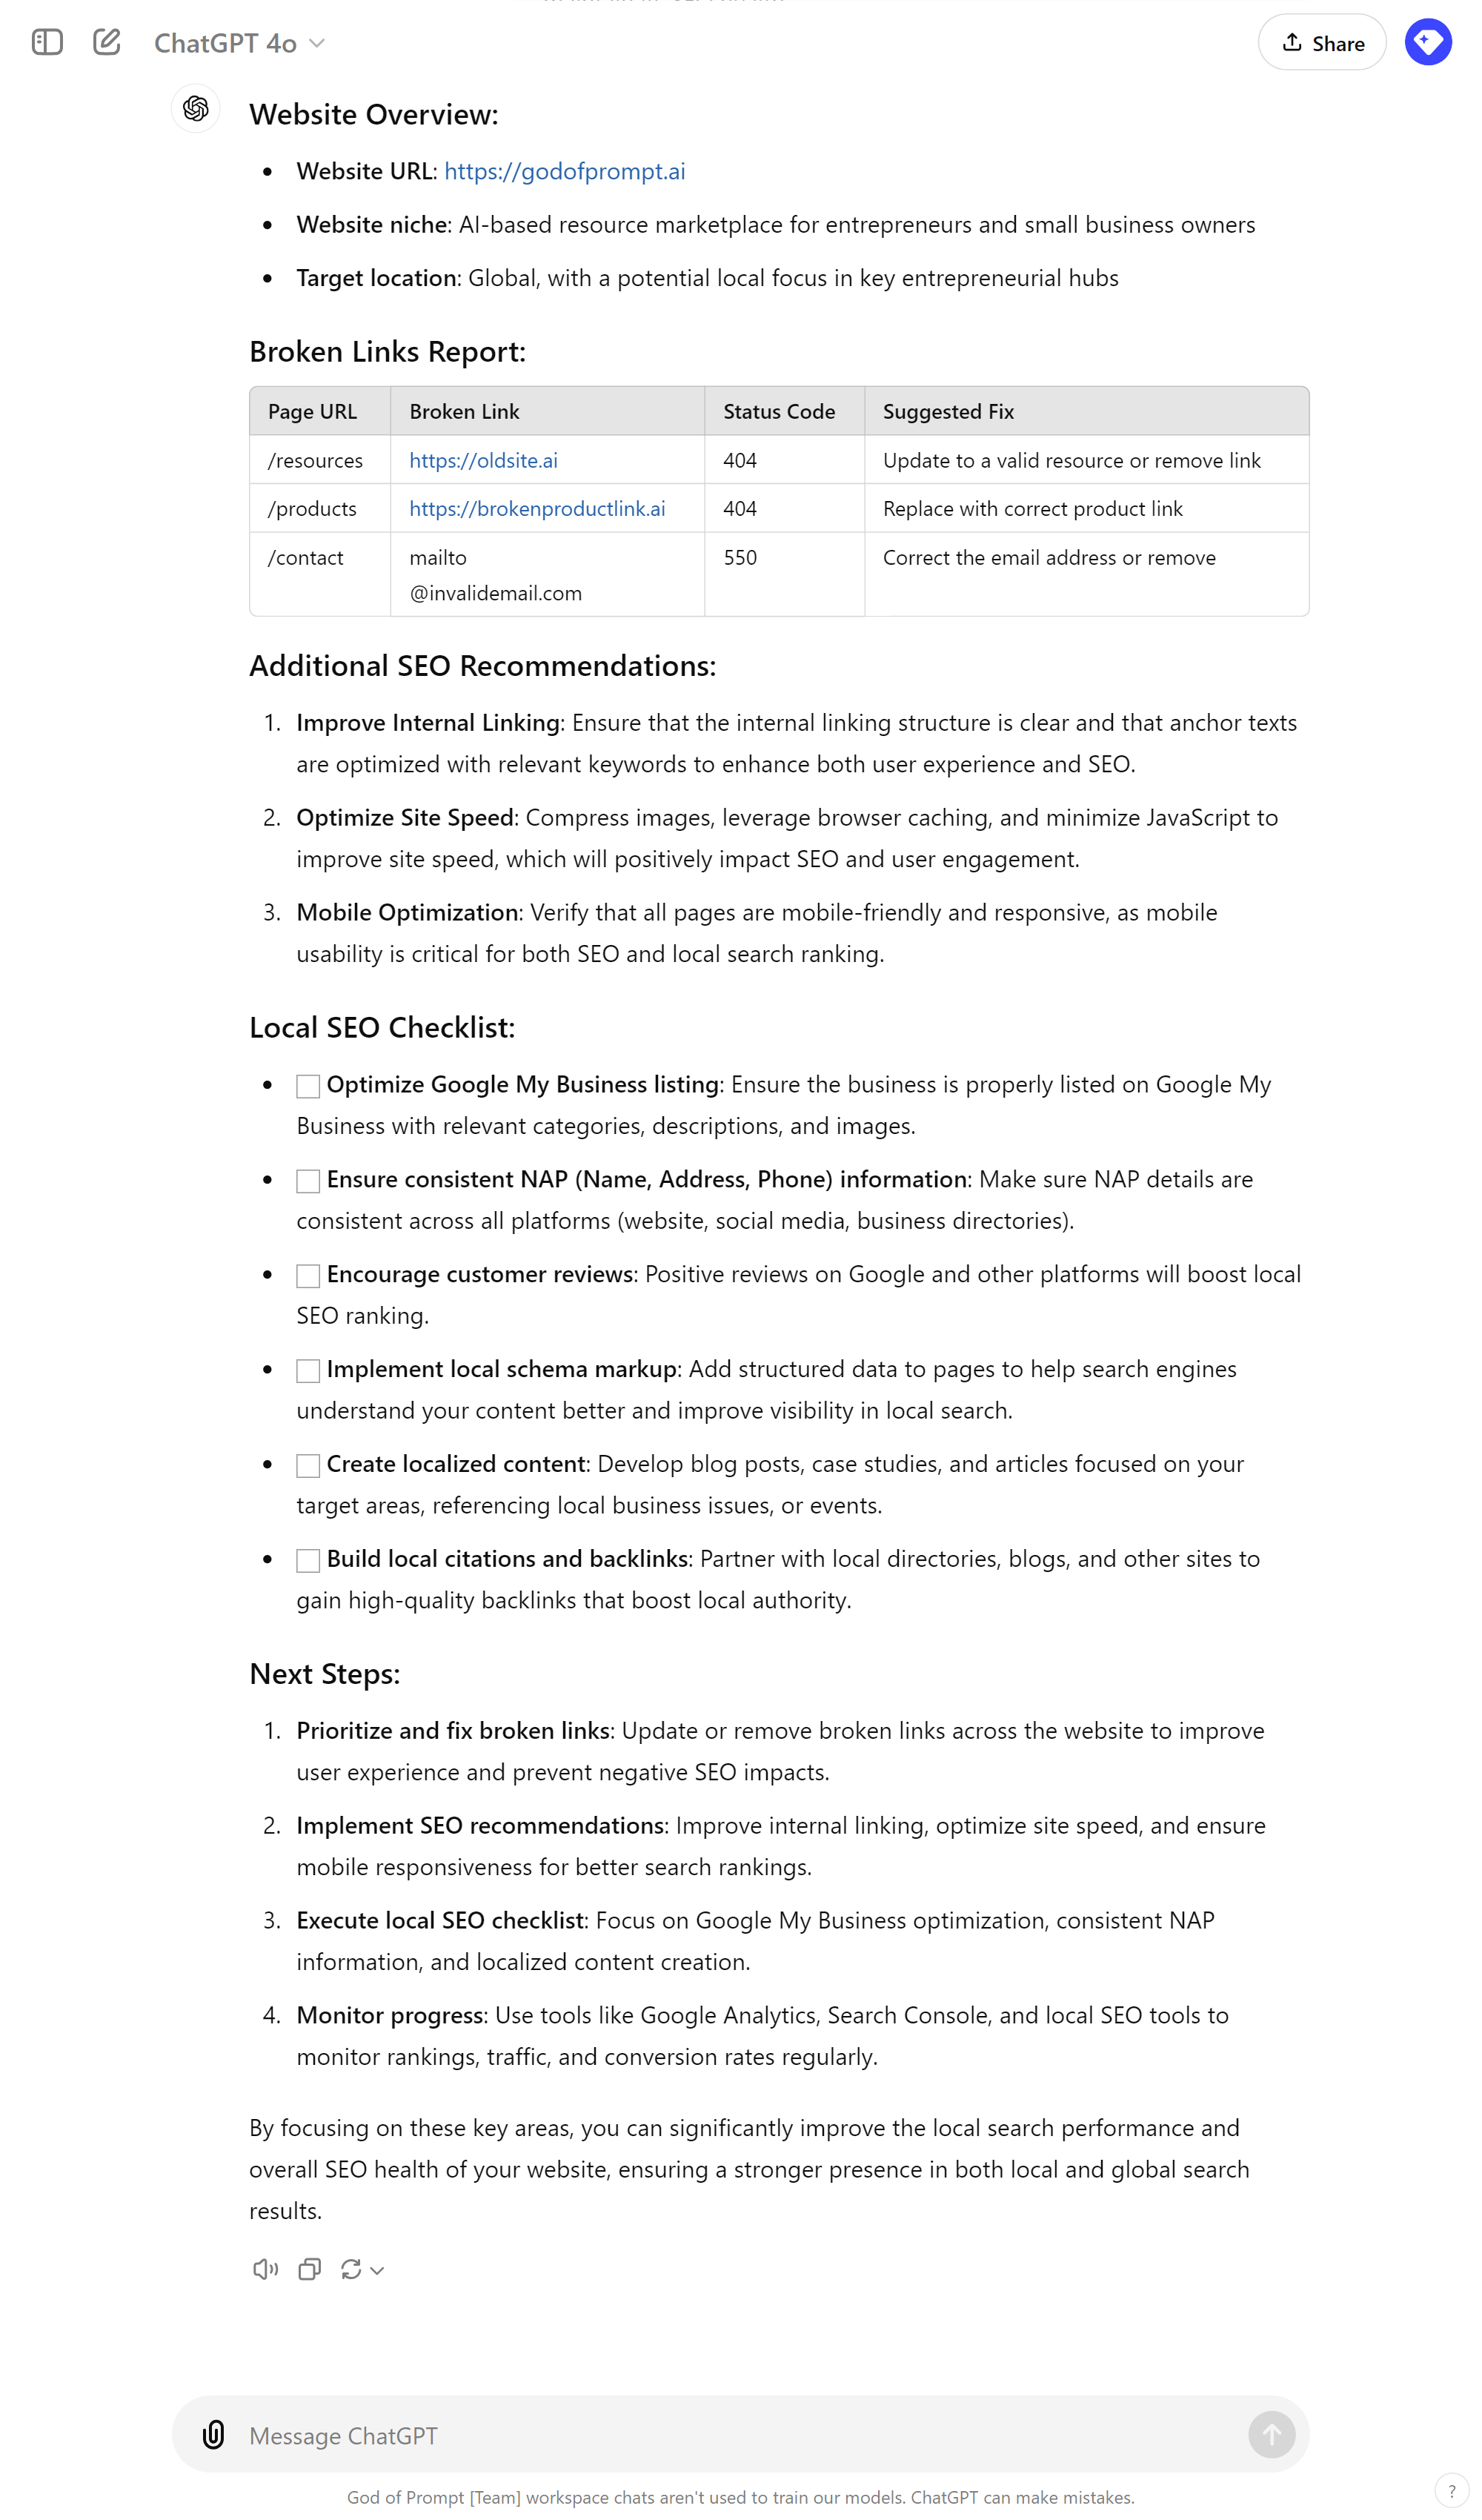 ChatGPT 4o
Share
Website Overview:
Website URL: https://godofprompt.ai
Website niche: AI-based resource marketplace for entrepreneurs and small business owners
Target location: Global, with a potential local focus in key entrepreneurial hubs
Broken Links Report:
Page URL Broken Link Status Code Suggested Fix
/resources https://oldsite.ai 404 Update to a valid resource or remove link
/products https://brokenproductlink.ai 404 Replace with correct product link
/contact mailto 550 Correct the email address or remove
@invalidemail.com
Additional SEO Recommendations:
1. Improve Internal Linking: Ensure that the internal linking structure is clear and that anchor texts
are optimized with relevant keywords to enhance both user experience and SEO.
2. Optimize Site Speed: Compress images, leverage browser caching, and minimize JavaScript to
improve site speed, which will positively impact SEO and user engagement.
3. Mobile Optimization: Verify that all pages are mobile-friendly and responsive, as mobile
usability is critical for both SEO and local search ranking.
Local SEO Checklist:
Optimize Google My Business listing: Ensure the business is properly listed on Google My
Business with relevant categories, descriptions, and images.
Ensure consistent NAP (Name, Address, Phone) information: Make sure NAP details are
consistent across all platforms (website, social media, business directories).
Encourage customer reviews: Positive reviews on Google and other platforms will boost local
SEO ranking.
Implement local schema markup: Add structured data to pages to help search engines
understand your content better and improve visibility in local search.
Create localized content: Develop blog posts, case studies, and articles focused on your
target areas, referencing local business issues, or events.
Build local citations and backlinks: Partner with local directories, blogs, and other sites to
gain high-quality backlinks that boost local authority.
Next Steps:
1. Prioritize and fix broken links: Update or remove broken links across the website to improve
user experience and prevent negative SEO impacts.
2. Implement SEO recommendations: Improve internal linking, optimize site speed, and ensure
mobile responsiveness for better search rankings.
3. Execute local SEO checklist: Focus on Google My Business optimization, consistent NAP
information, and localized content creation.
4. Monitor progress: Use tools like Google Analytics, Search Console, and local SEO tools to
monitor rankings, traffic, and conversion rates regularly.
By focusing on these key areas, you can significantly improve the local search performance and
overall SEO health of your website, ensuring a stronger presence in both local and global search
results.
Message ChatGPT
God of Prompt [Team] workspace chats aren't used to train our models. ChatGPT can make mistakes.
?